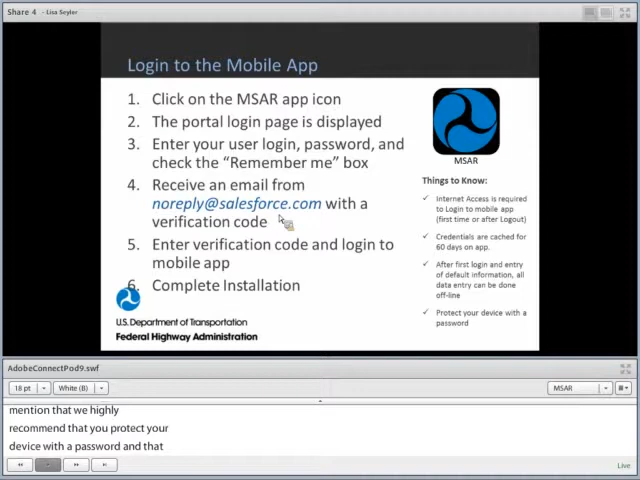 Share 4 - Lisa Seyler
Login to the Mobile App
1. Click on the MSAR app icon
2. The portal login page is displayed
3. Enter your user login, password, and
check the “Remember me” box
4. Receive an email from
noreply@salesforce.com with a
verification code
5. Enter verification code and login to
mobile app
6. Complete Installation
MSAR
Things to Know:
✓ Internet Access is required
to Login to mobile app
(first time or after Logout)
✓ Credentials are cached for
60 days on app.
✓ After first login and entry
of default information, all
data entry can be done
off-line
✓ Protect your device with a
password
U.S. Department of Transportation
Federal Highway Administration
AdobeConnectPod9.swf
18 pt
White (B)
MSAR
mention that we highly
recommend that you protect your
device with a password and that
Live